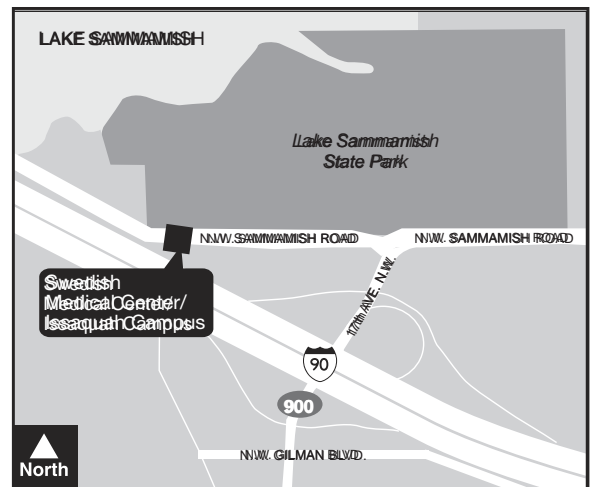 LAKE SAMMAMISH
Lake Sammamish
State Park
N.W. SAMMAMISH ROAD
N.W. SAMMAMISH ROAD
Swedish
Medical Center/
Issaquah Campus
17th AVE. N.W.
90
900
N.W. GILMAN BLVD.
North